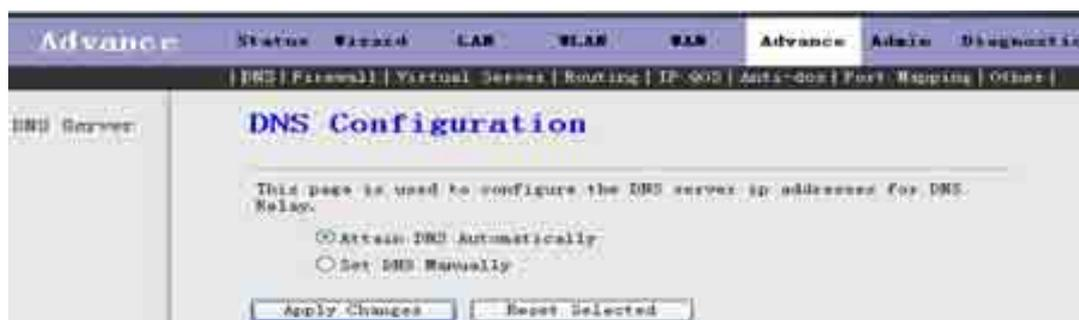 Advance
Status Wizard LAN WLAN WAN Advance Admin Diagnostic
| DNS | Firewall | Virtual Server | Routing | IP QOS | Anti-dos | Port Mapping | Other |
DNS Server
DNS Configuration
This page is used to configure the DNS server ip addresses for DNS
Relay.
Attain DNS Automatically
Set DNS Manually
Apply Changes Reset Selected